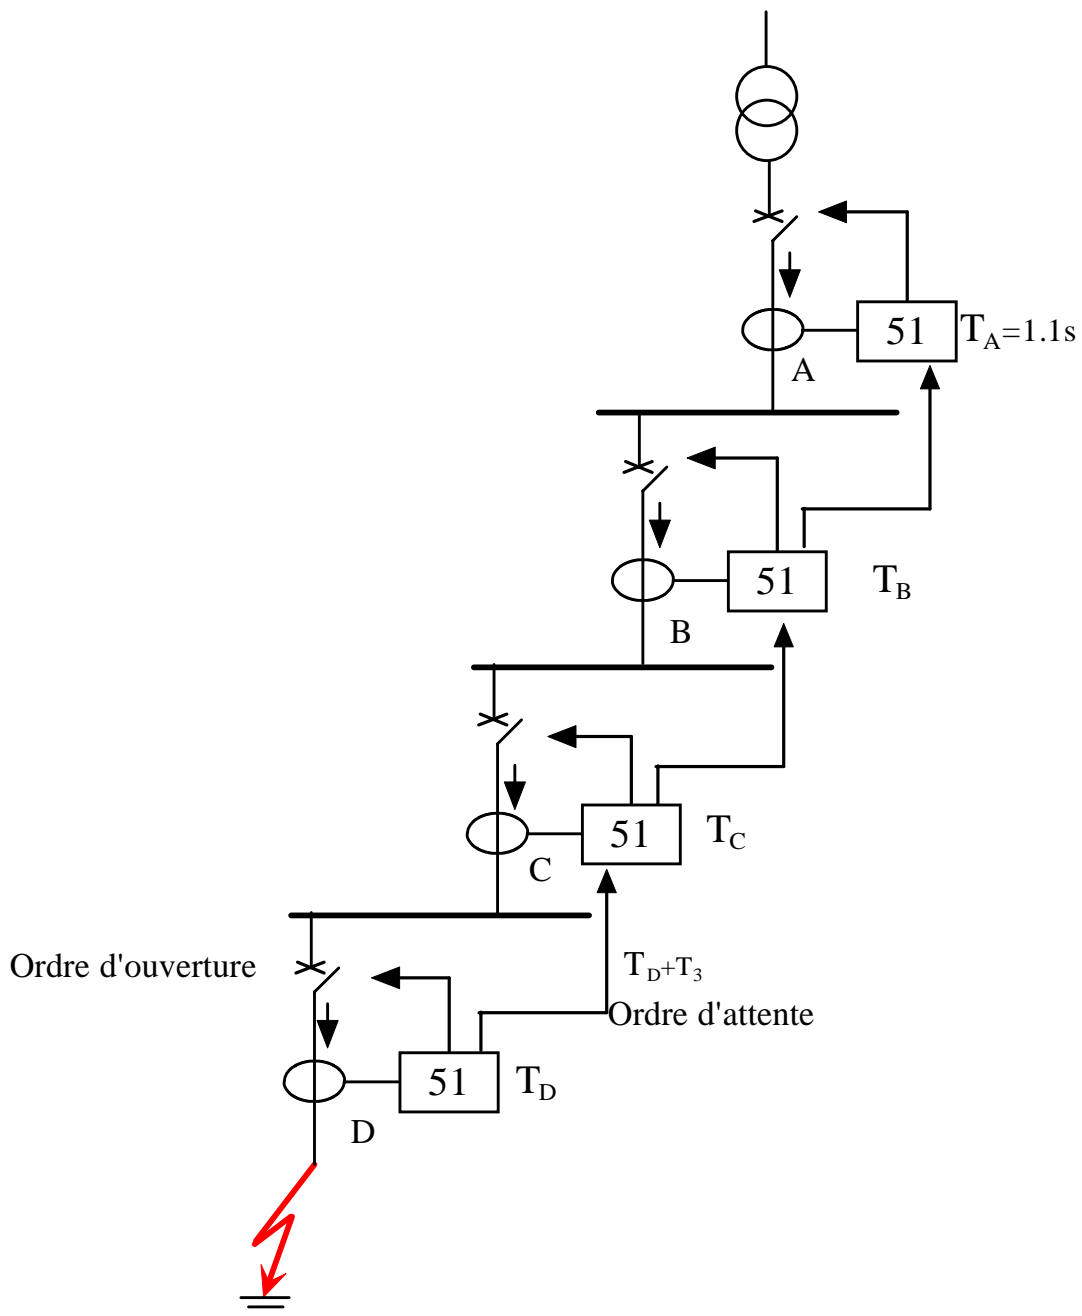 51
T_A=1.1s
A
51
T_B
B
51
T_C
C
Ordre d'ouverture
T_D+T_3
Ordre d'attente
51
T_D
D